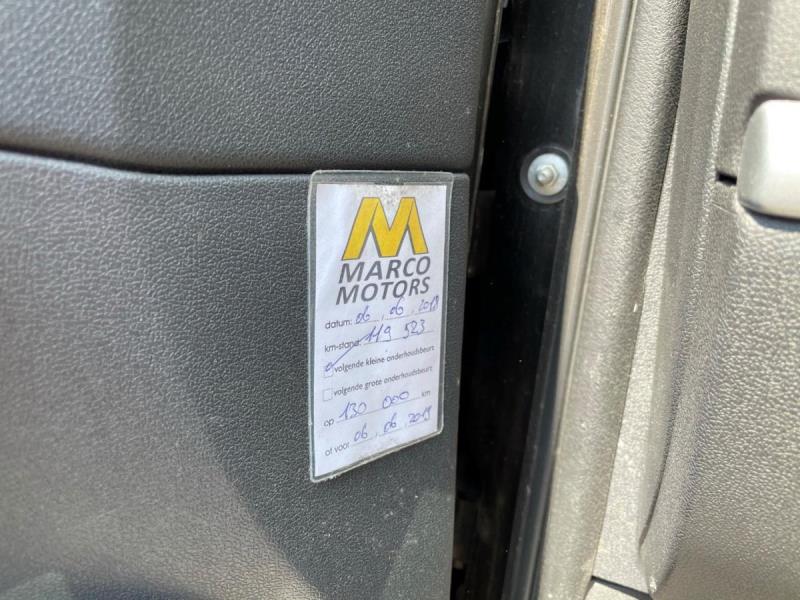 M
MARCO
MOTORS
datum: 06 . 06 . 2018
km-stand: 119 523
volgende kleine onderhoudsbeurt
volgende grote onderhoudsbeurt
op 130 000 km
of voor 06 . 06 . 2019